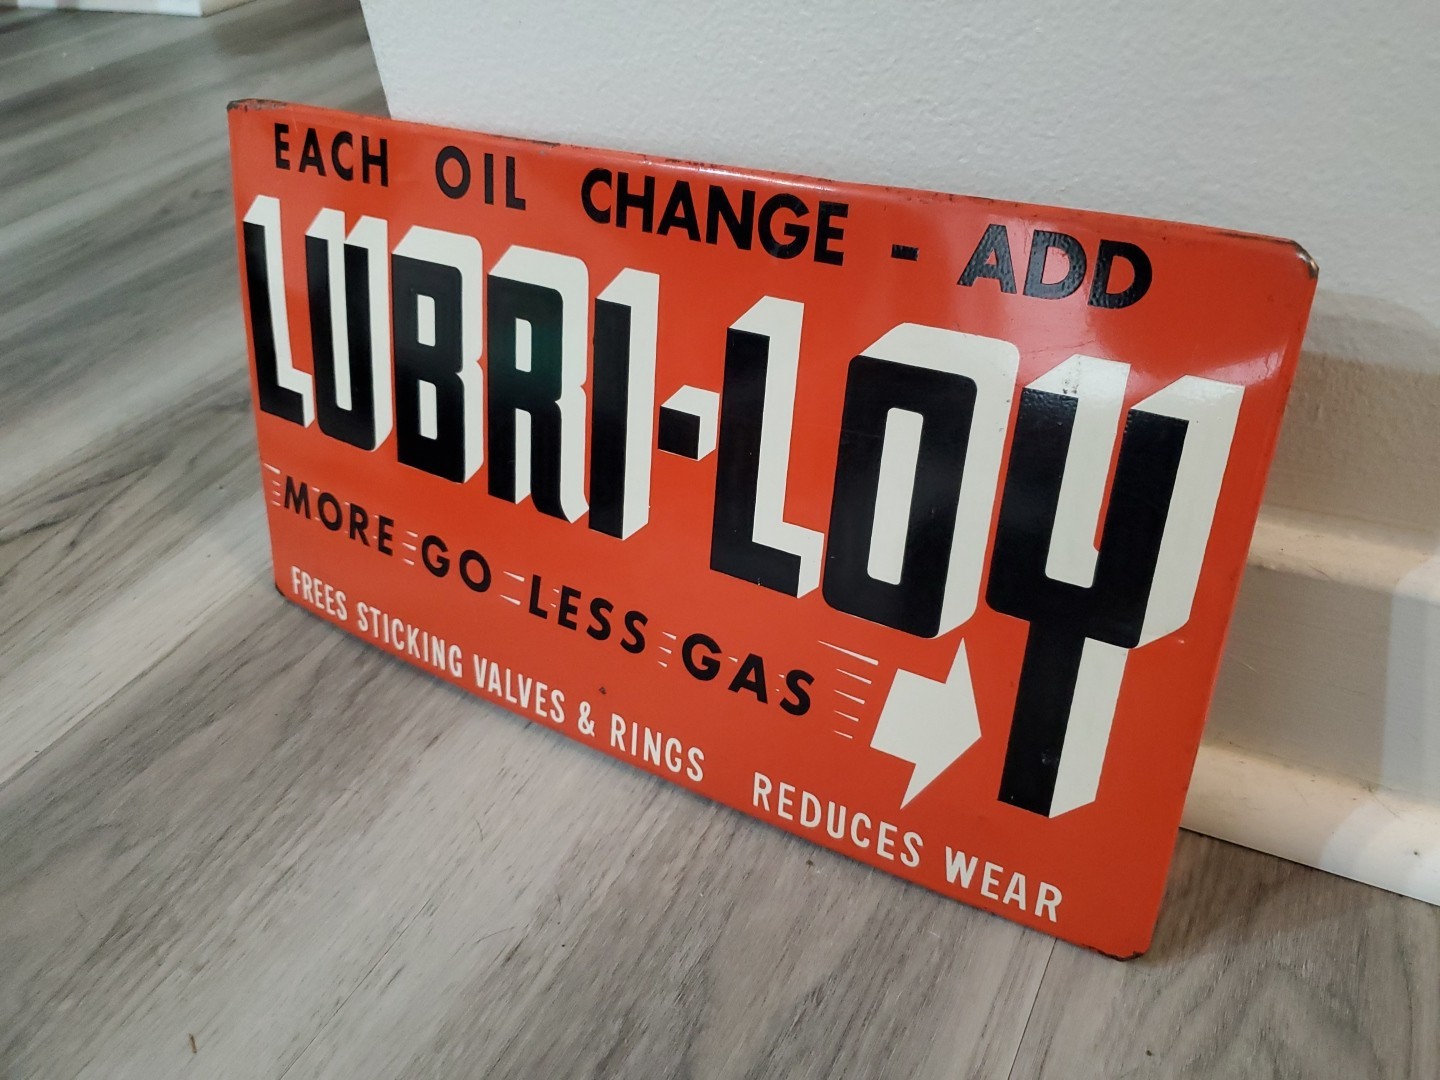 EACH OIL CHANGE - ADD
LUBRI-LOY
MORE GO LESS GAS
FREES STICKING VALVES & RINGS REDUCES WEAR